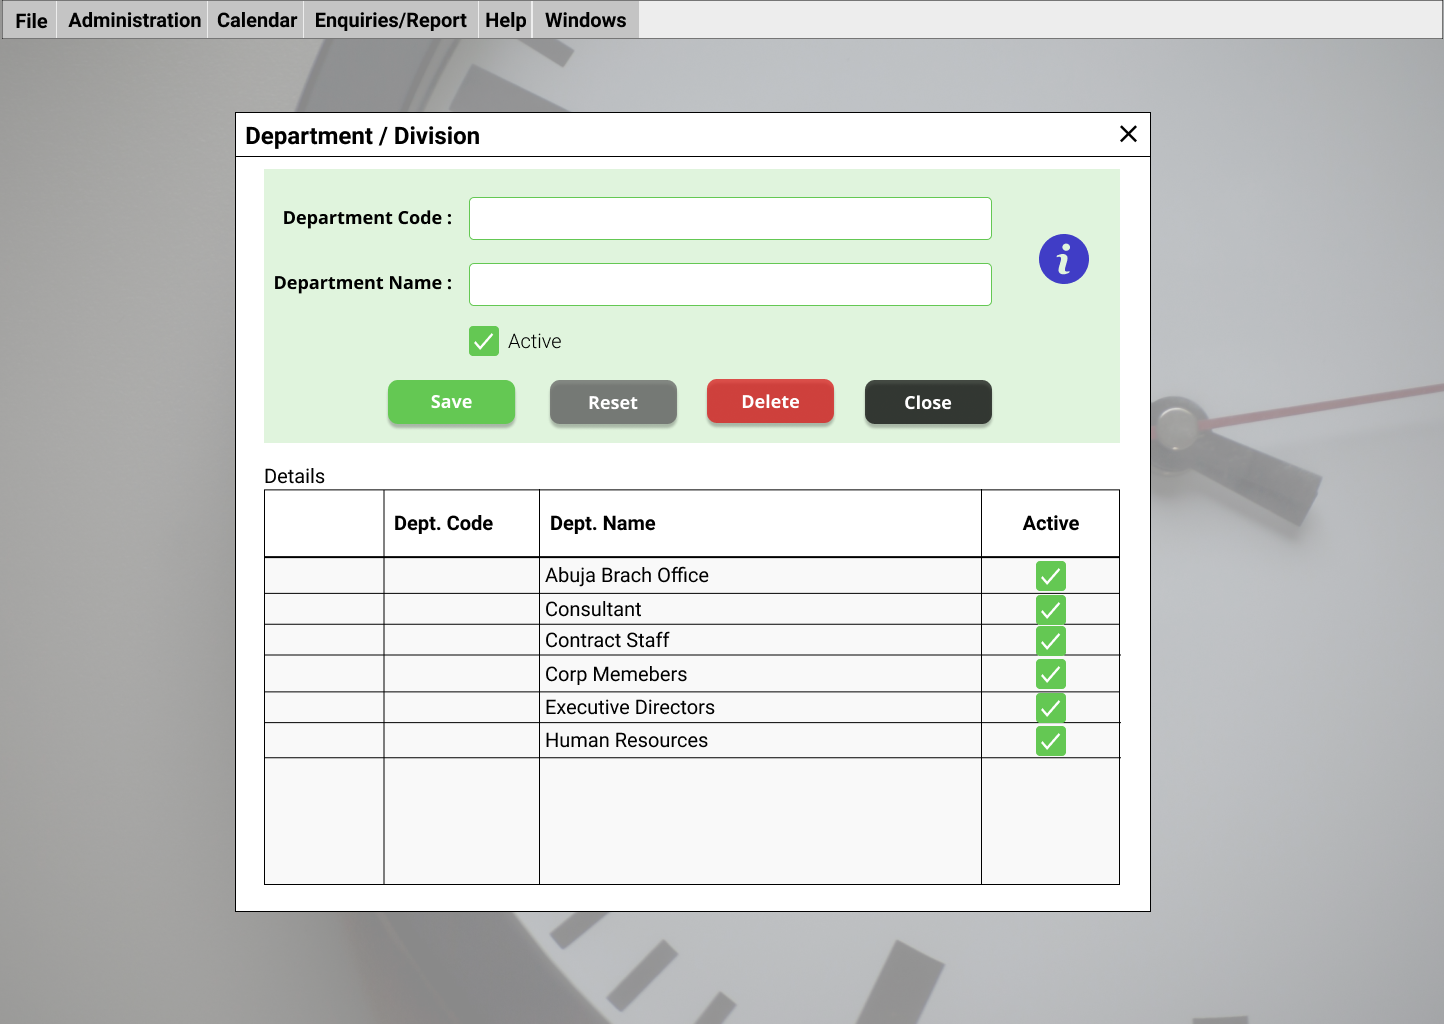 File Administration Calendar Enquiries/Report Help Windows
Department / Division
Department Code :
i
Department Name :
Active
Save Reset Delete Close
Details
Dept. Code Dept. Name Active
Abuja Brach Office
Consultant
Contract Staff
Corp Memebers
Executive Directors
Human Resources